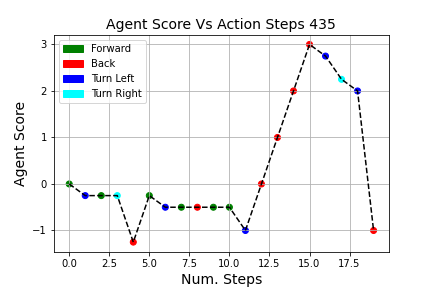 Agent Score Vs Action Steps 435
Forward
Back
Turn Left
Turn Right
Agent Score
3
2
1
0
−1
0.0 2.5 5.0 7.5 10.0 12.5 15.0 17.5
Num. Steps